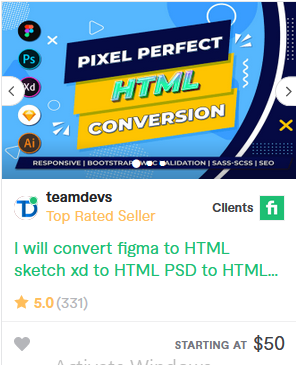 PIXEL PERFECT
HTML
CONVERSION
Ps
Xd
Ai
RESPONSIVE | BOOTSTRAP | W3C VALIDATION | SASS-SCSS | SEO
teamdevs
Top Rated Seller
Clients fi
I will convert figma to HTML
sketch xd to HTML PSD to HTML...
5.0 (331)
STARTING AT $50
Activate Windows